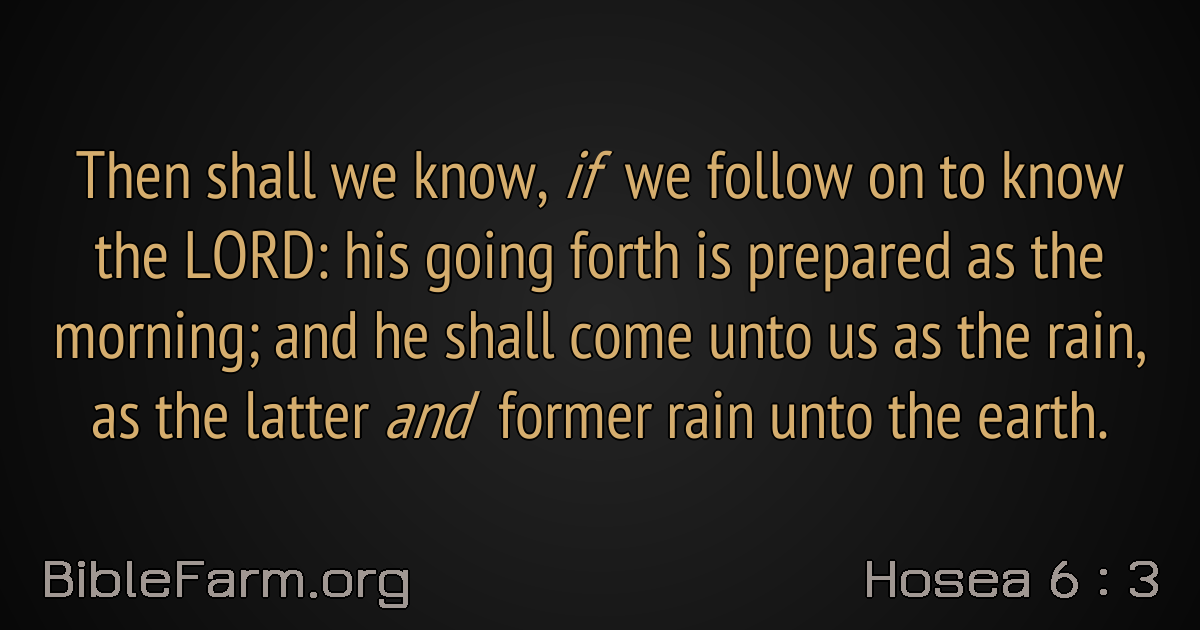 Then shall we know, if we follow on to know
the LORD: his going forth is prepared as the
morning; and he shall come unto us as the rain,
as the latter and former rain unto the earth.
BibleFarm.org
Hosea 6 : 3